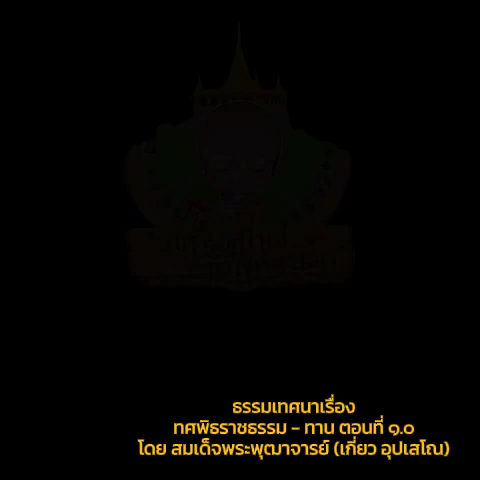 ธรรมเทศนาเรื่อง
ทศพิธราชธรรม - ทาน ตอนที่ ๑.๐
โดย สมเด็จพระพุฒาจารย์ (เกี่ยว อุปเสโณ)